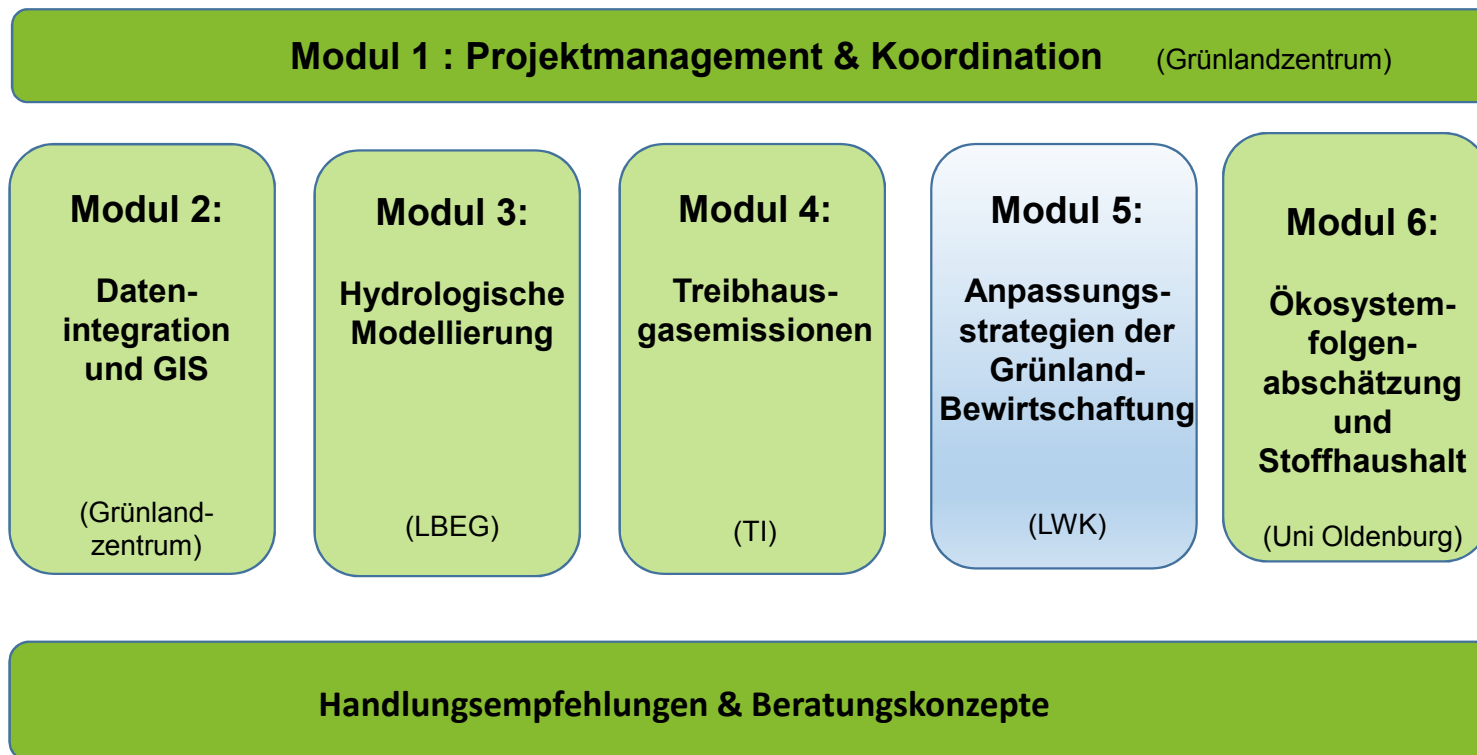 Modul 1 : Projektmanagement & Koordination (Grünlandzentrum)
Modul 2:
Daten-
integration
und GIS
(Grünland-
zentrum)
Modul 3:
Hydrologische
Modellierung
(LBEG)
Modul 4:
Treibhaus-
gasemissionen
(TI)
Modul 5:
Anpassungs-
strategien der
Grünland-
Bewirtschaftung
(LWK)
Modul 6:
Ökosystem-
folgen-
abschätzung
und
Stoffhaushalt
(Uni Oldenburg)
Handlungsempfehlungen & Beratungskonzepte